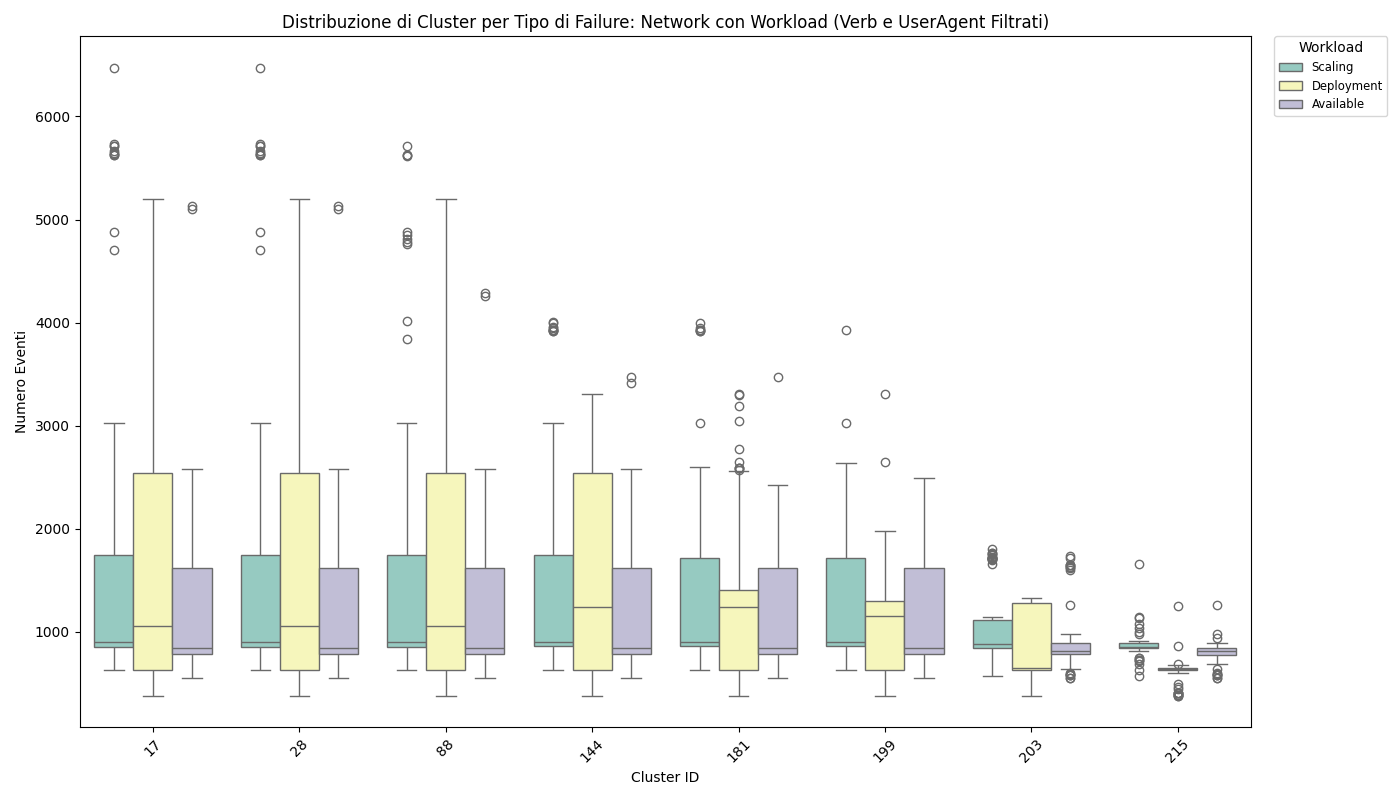 Distribuzione di Cluster per Tipo di Failure: Network con Workload (Verb e UserAgent Filtrati)
Workload
Scaling
Deployment
Available
Numero Eventi
6000
5000
4000
3000
2000
1000
17
28
88
144
181
199
203
215
Cluster ID